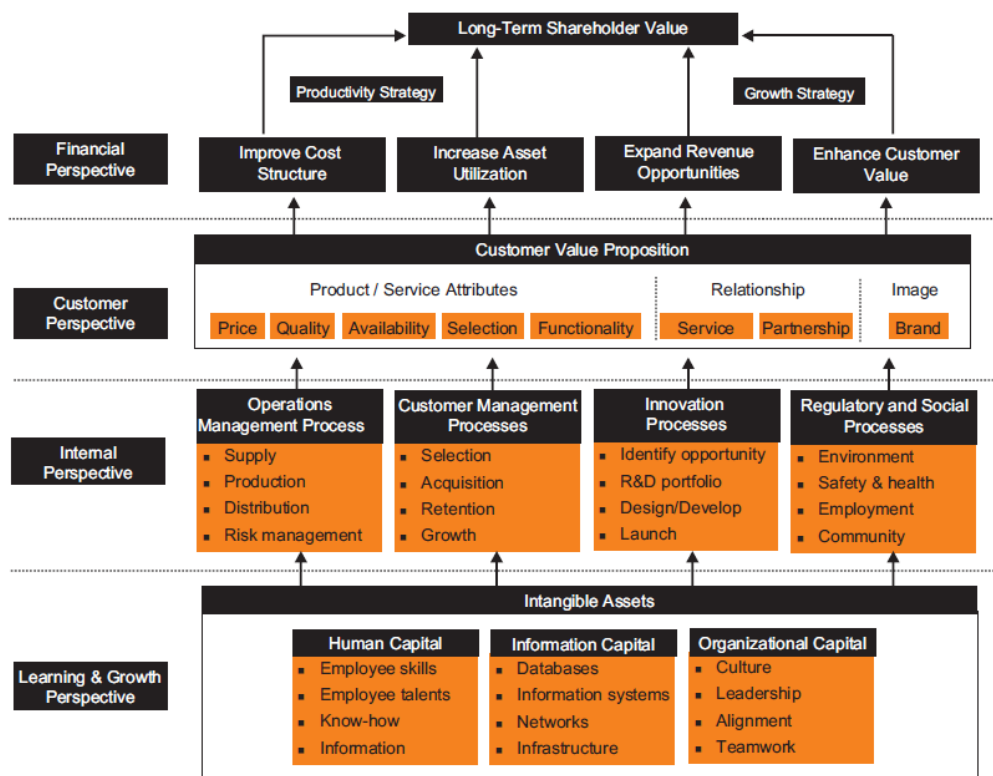 Long-Term Shareholder Value
Productivity Strategy
Growth Strategy
Financial
Perspective
Improve Cost
Structure
Increase Asset
Utilization
Expand Revenue
Opportunities
Enhance Customer
Value
Customer Value Proposition
Customer
Perspective
Product / Service Attributes
Relationship
Image
Price
Quality
Availability
Selection
Functionality
Service
Partnership
Brand
Internal
Perspective
Operations
Management Process
Supply
Production
Distribution
Risk management
Customer Management
Processes
Selection
Acquisition
Retention
Growth
Innovation
Processes
Identify opportunity
R&D portfolio
Design/Develop
Launch
Regulatory and Social
Processes
Environment
Safety & health
Employment
Community
Intangible Assets
Learning & Growth
Perspective
Human Capital
Employee skills
Employee talents
Know-how
Information
Information Capital
Databases
Information systems
Networks
Infrastructure
Organizational Capital
Culture
Leadership
Alignment
Teamwork